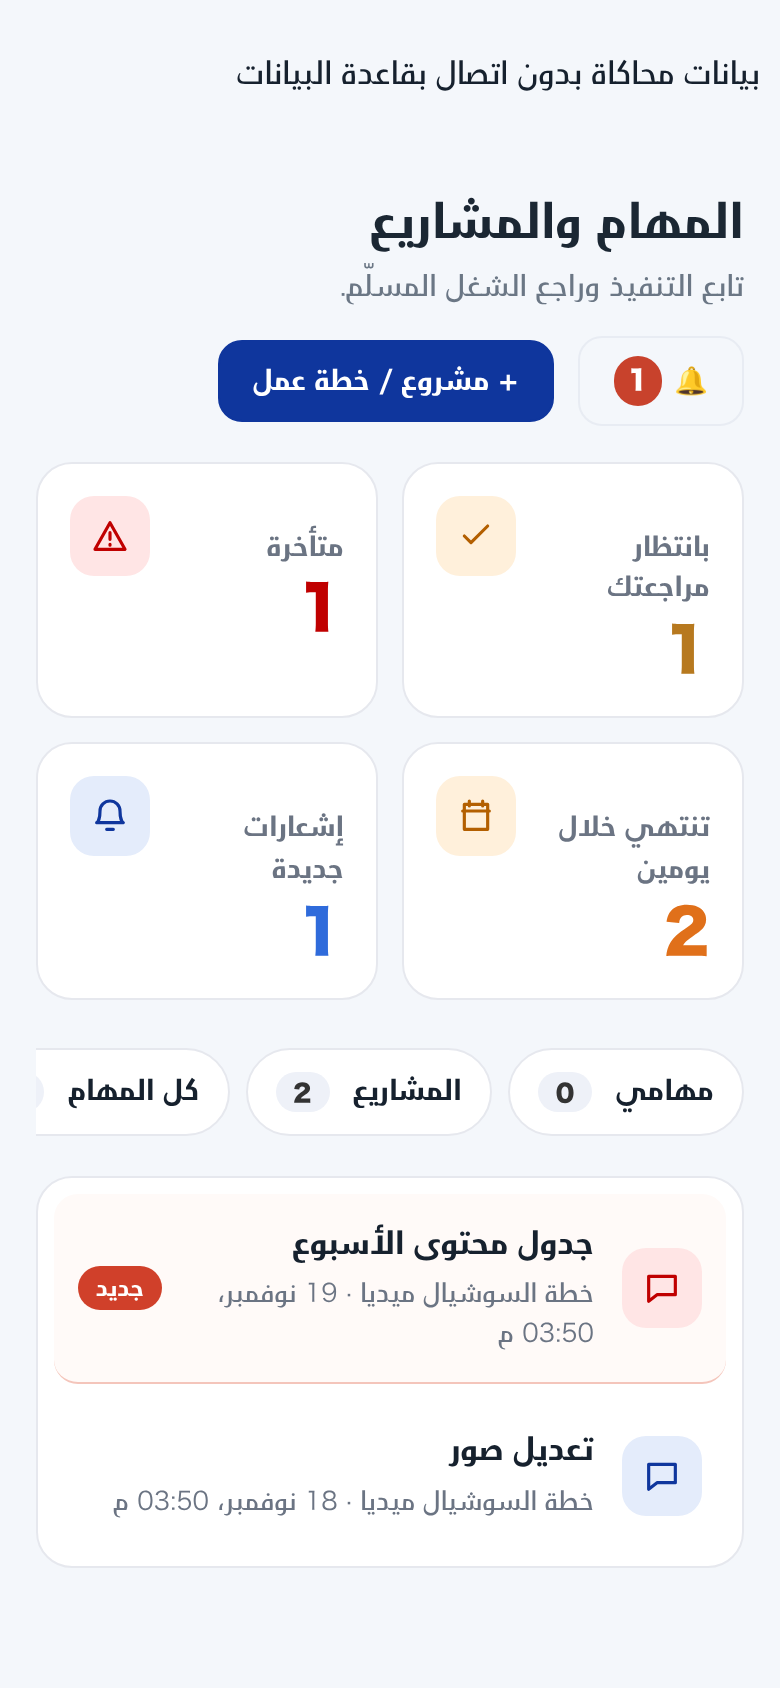 بيانات محاكاة بدون اتصال بقاعدة البيانات
المهام والمشاريع
تابع التنفيذ وراجع الشغل المسلّم.
🔔 1
+ مشروع / خطة عمل
بانتظار
مراجعتك
1
متأخرة
1
تنتهي خلال
يومين
2
إشعارات
جديدة
1
مهامي 0
المشاريع 2
كل المهام
جدول محتوى الأسبوع
خطة السوشيال ميديا · 19 نوفمبر،
03:50 م
جديد
تعديل صور
خطة السوشيال ميديا · 18 نوفمبر، 03:50 م